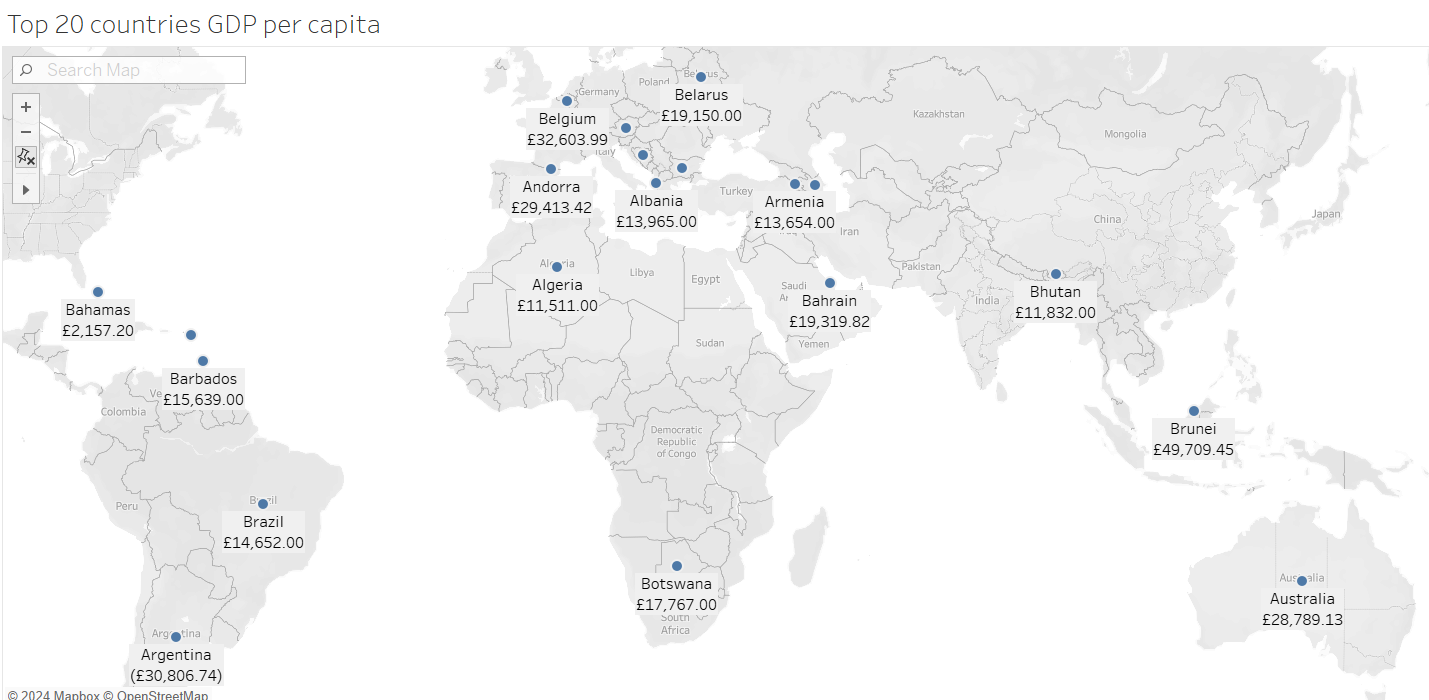 Top 20 countries GDP per capita
Search Map
Belarus
£19,150.00
Poland
Germany
Belgium
£32,603.99
Italy
Kazakhstan
Mongolia
Andorra
£29,413.42
Albania
£13,965.00
Turkey
Armenia
£13,654.00
Iran
China
Japan
Algeria
£11,511.00
Libya
Egypt
Saudi
Pakistan
India
Bhutan
£11,832.00
Bahrain
£19,319.82
Yemen
Sudan
Bahamas
£2,157.20
Barbados
£15,639.00
Ve
Colombia
Democratic
Republic
of Congo
Brunei
£49,709.45
Peru
Brazil
£14,652.00
Botswana
£17,767.00
South
Africa
Australia
£28,789.13
Argentina
(£30,806.74)
© 2024 Mapbox © OpenStreetMap